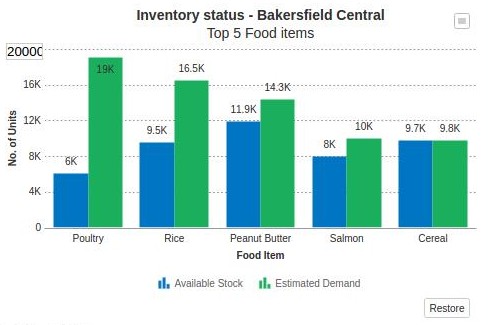 Inventory status - Bakersfield Central
Top 5 Food items
20000
19K
16.5K
16K
14.3K
12K
11.9K
10K
9.5K
9.7K
9.8K
8K
8K
6K
4K
0
No. of Units
Poultry
Rice
Peanut Butter
Salmon
Cereal
Food Item
Available Stock
Estimated Demand
Restore